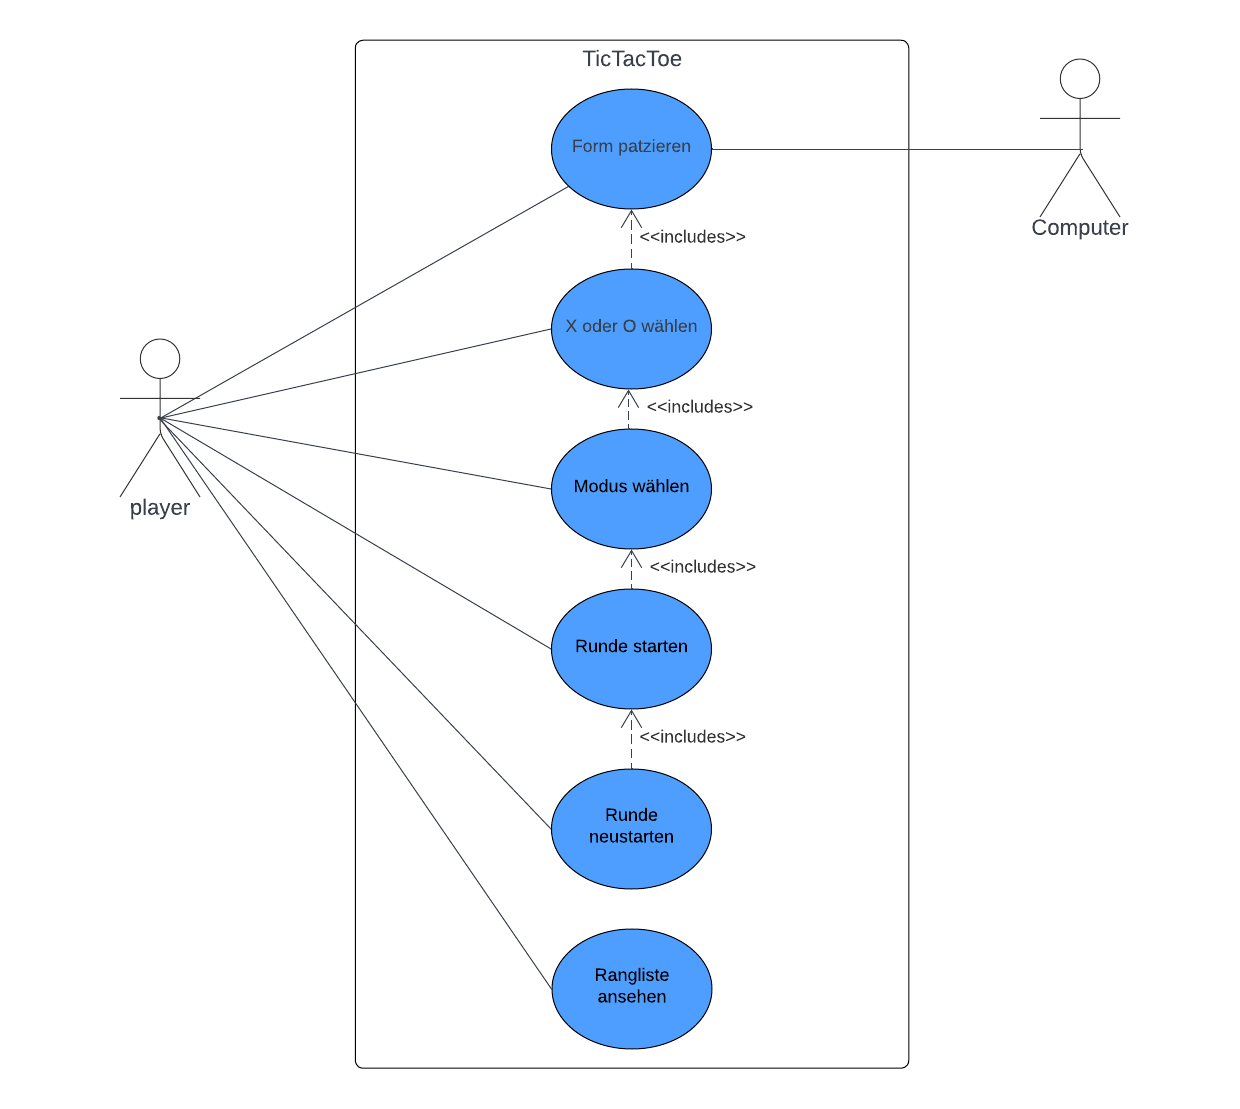 TicTacToe
Form patzieren
Computer
<<includes>>
X oder O wählen
<<includes>>
Modus wählen
player
<<includes>>
Runde starten
<<includes>>
Runde
neustarten
Rangliste
ansehen